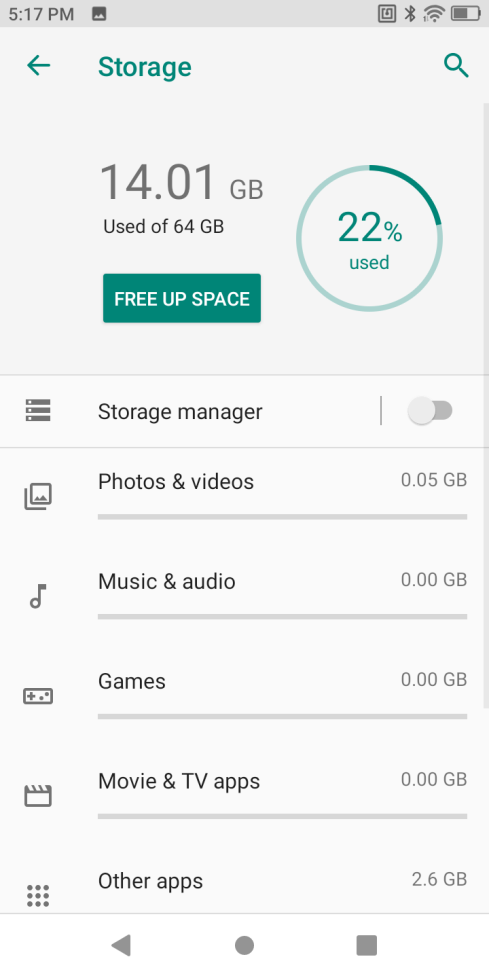 5:17 PM
Storage
14.01 GB
Used of 64 GB
22%
used
FREE UP SPACE
Storage manager
Photos & videos 0.05 GB
Music & audio 0.00 GB
Games 0.00 GB
Movie & TV apps 0.00 GB
Other apps 2.6 GB